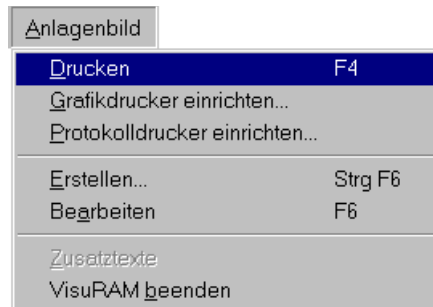 Anlagenbild
Drucken F4
Grafikdrucker einrichten...
Protokolldrucker einrichten...
Erstellen... Strg F6
Bearbeiten F6
Zusatztexte
VisuRAM beenden